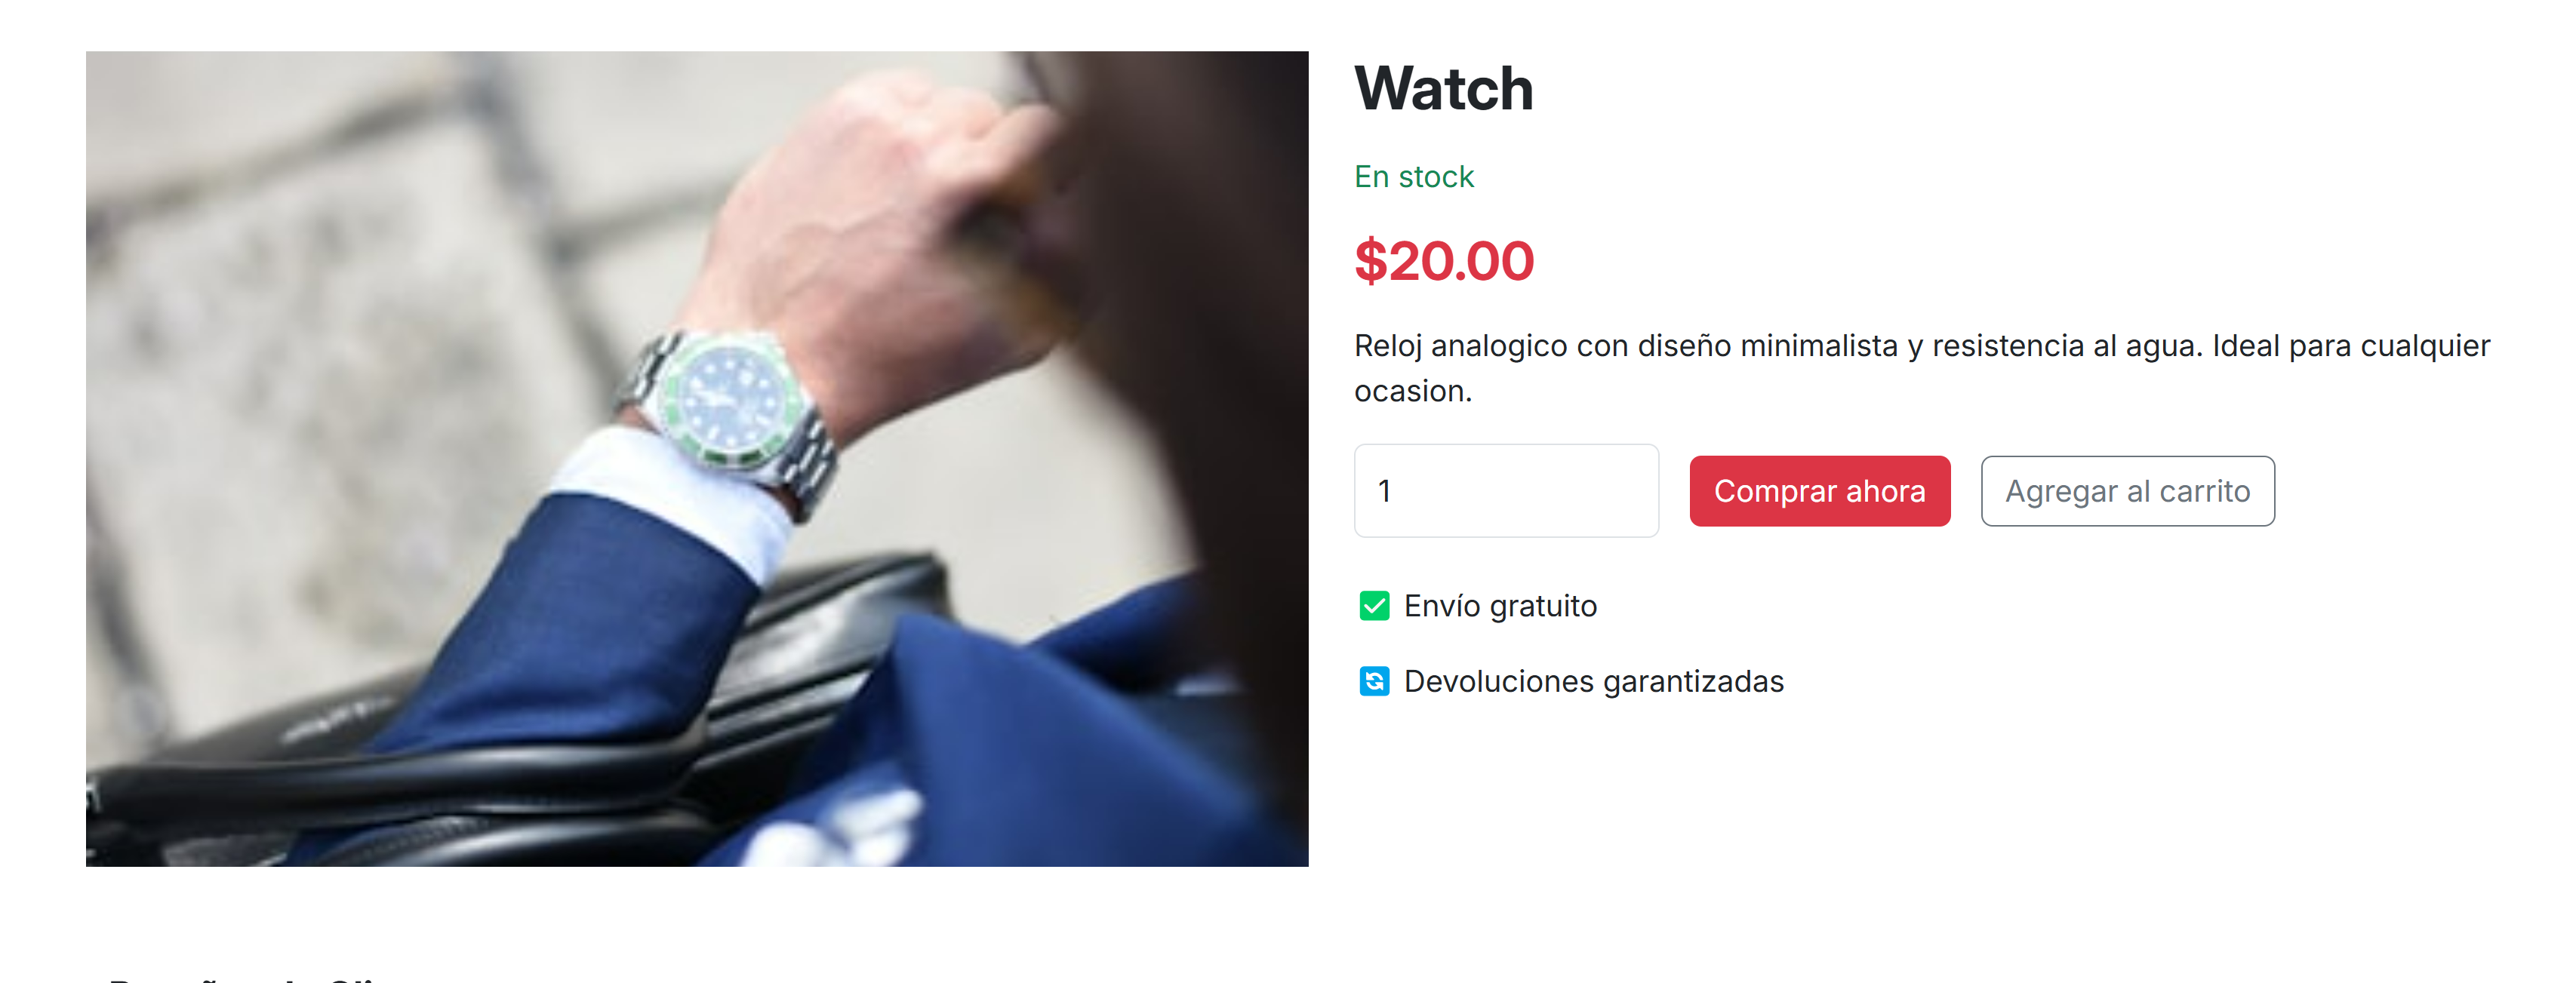 Watch
En stock
$20.00
Reloj analogico con diseño minimalista y resistencia al agua. Ideal para cualquier
ocasion.
1
Comprar ahora
Agregar al carrito
Envío gratuito
Devoluciones garantizadas